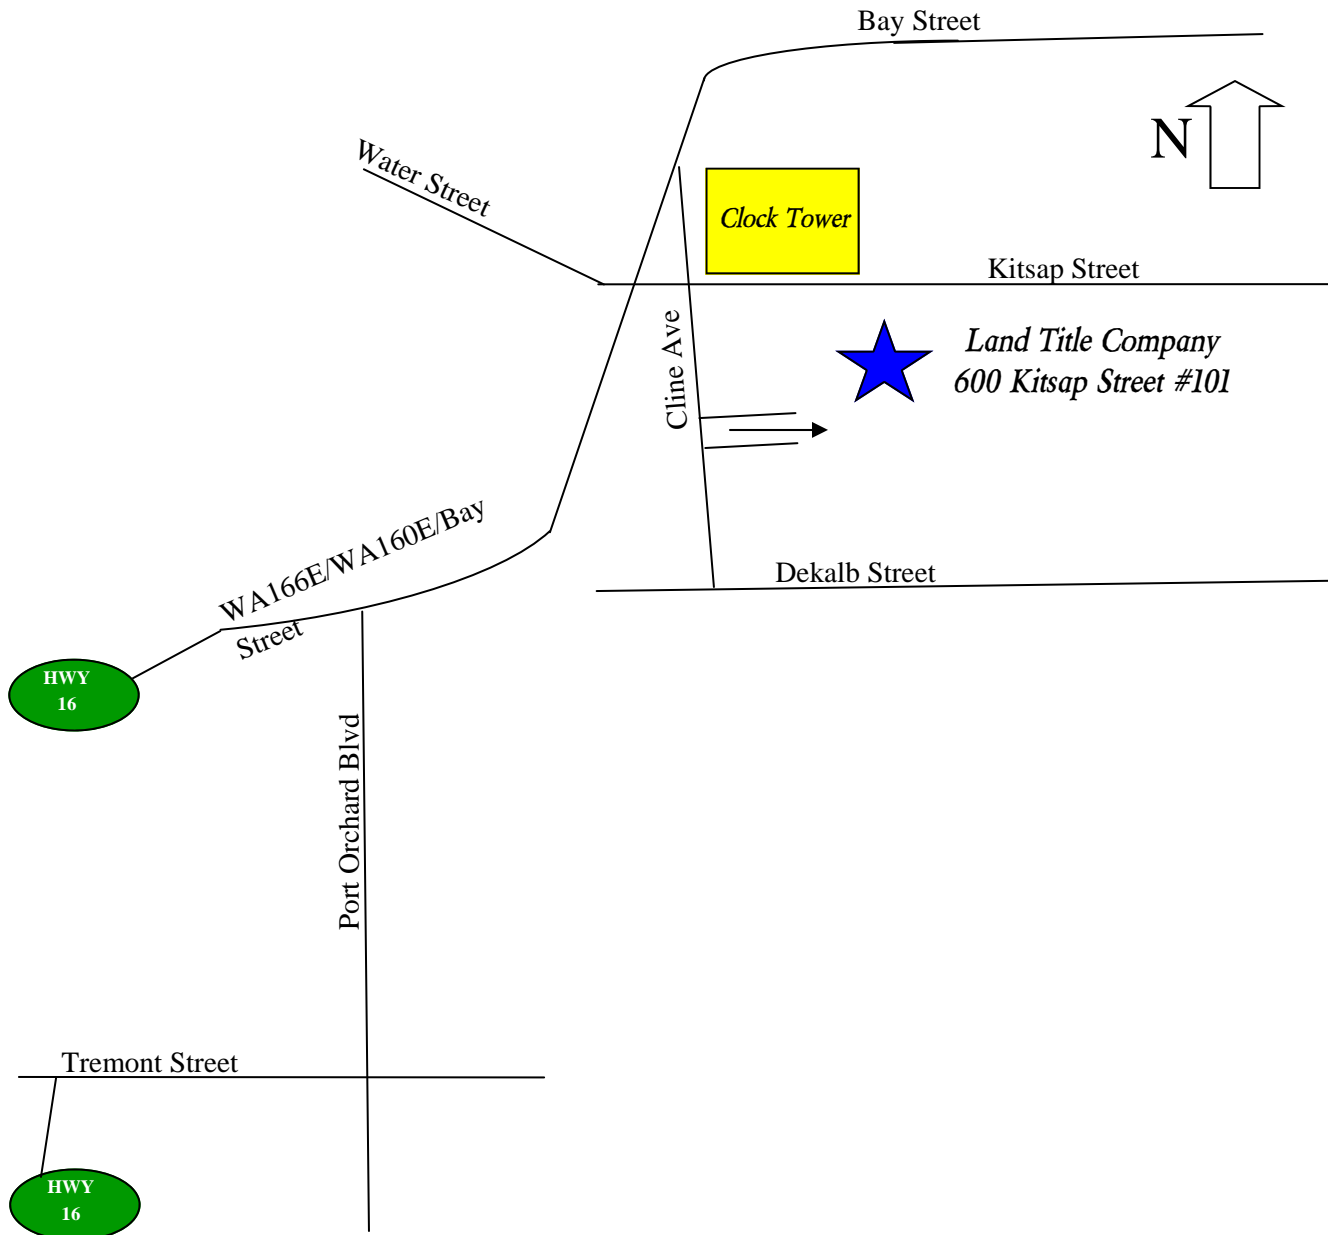 Bay Street
N
Water Street
Clock Tower
Kitsap Street
Cline Ave
Land Title Company
600 Kitsap Street #101
WA166E/WA160E/Bay
Street
Dekalb Street
HWY
16
Port Orchard Blvd
Tremont Street
HWY
16